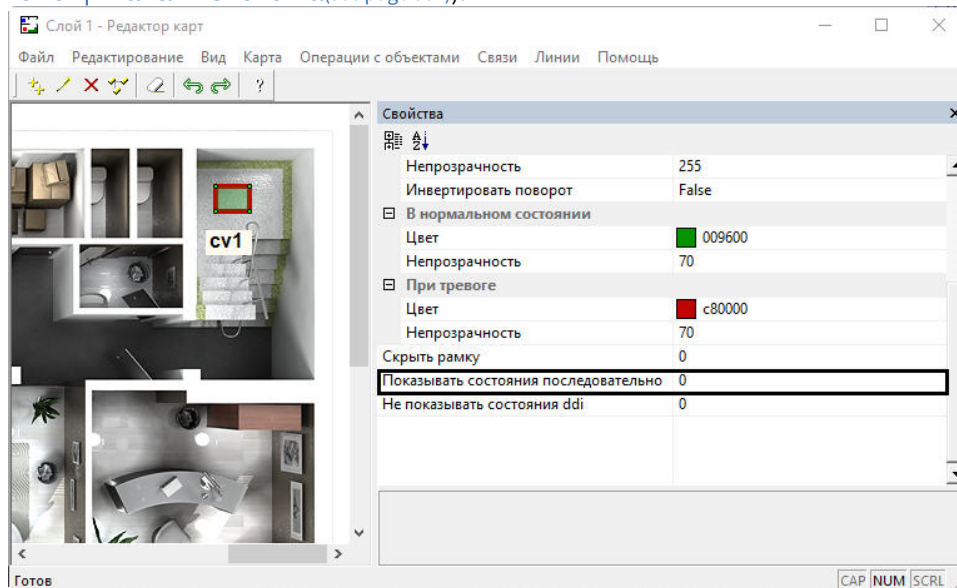 Слой 1 - Редактор карт
Файл Редактирование Вид Карта Операции с объектами Связи Линии Помощь
Свойства
Непрозрачность 255
Инвертировать поворот False
В нормальном состоянии
Цвет 009600
Непрозрачность 70
При тревоге
Цвет c80000
Непрозрачность 70
Скрыть рамку 0
Показывать состояния последовательно 0
Не показывать состояния ddi 0
cv1
Готов CAP NUM SCRL